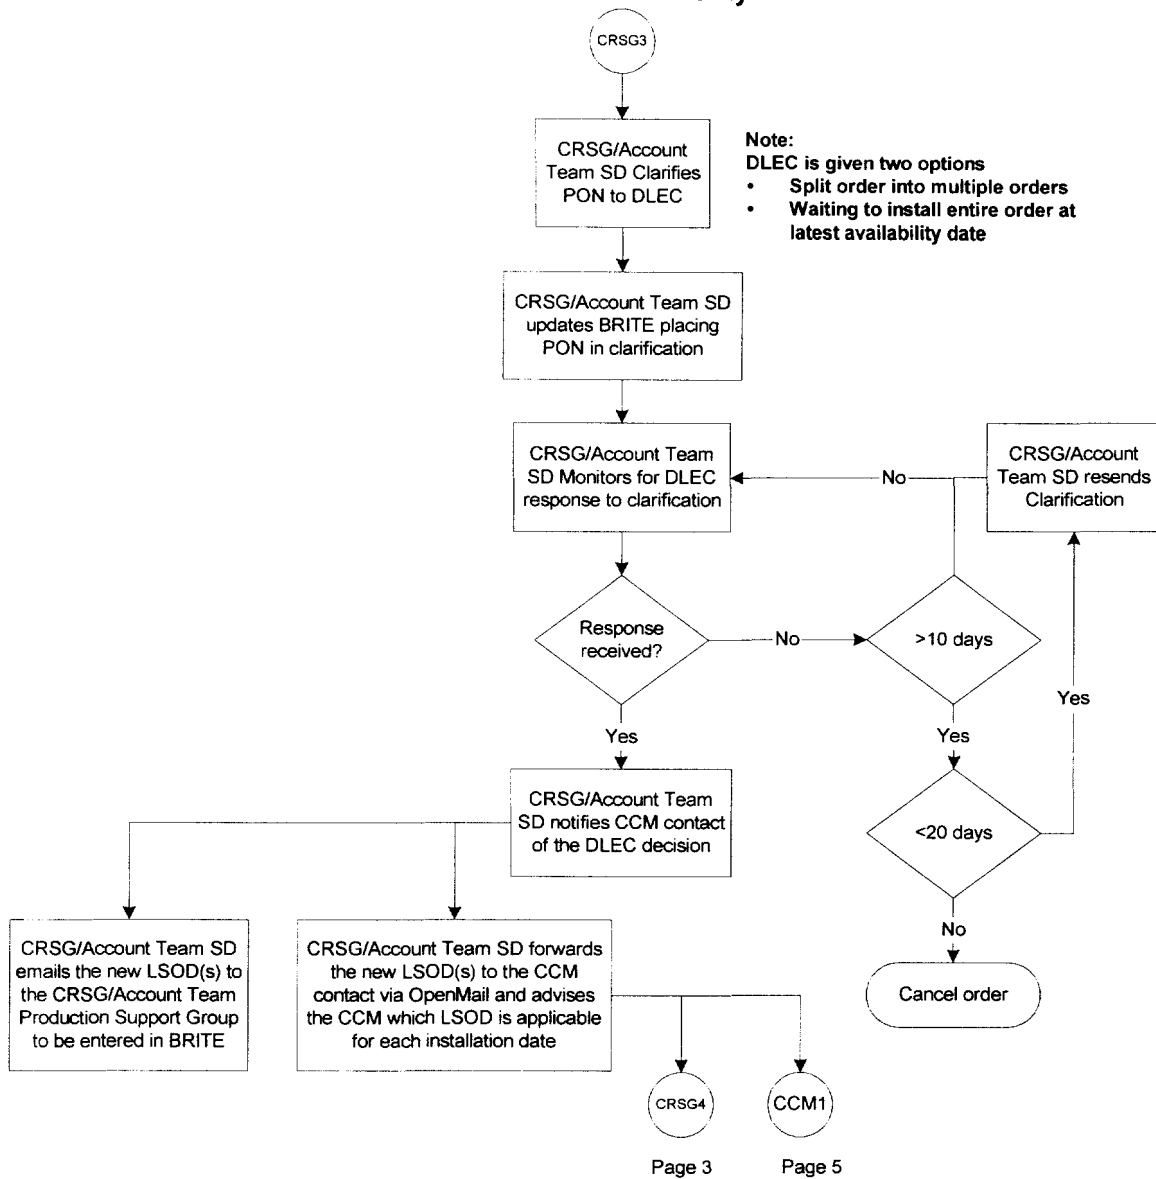 CRSG3
CRSG/Account
Team SD Clarifies
PON to DLEC
Note:
DLEC is given two options
• Split order into multiple orders
• Waiting to install entire order at
latest availability date
CRSG/Account Team SD
updates BRITE placing
PON in clarification
CRSG/Account Team
SD Monitors for DLEC
response to clarification
No
CRSG/Account
Team SD resends
Clarification
Response
received?
No
>10 days
Yes
Yes
Yes
CRSG/Account Team
SD notifies CCM contact
of the DLEC decision
<20 days
No
Cancel order
CRSG/Account Team SD
emails the new LSOD(s) to
the CRSG/Account Team
Production Support Group
to be entered in BRITE
CRSG/Account Team SD forwards
the new LSOD(s) to the CCM
contact via OpenMail and advises
the CCM which LSOD is applicable
for each installation date
CRSG4
CCM1
Page 3
Page 5